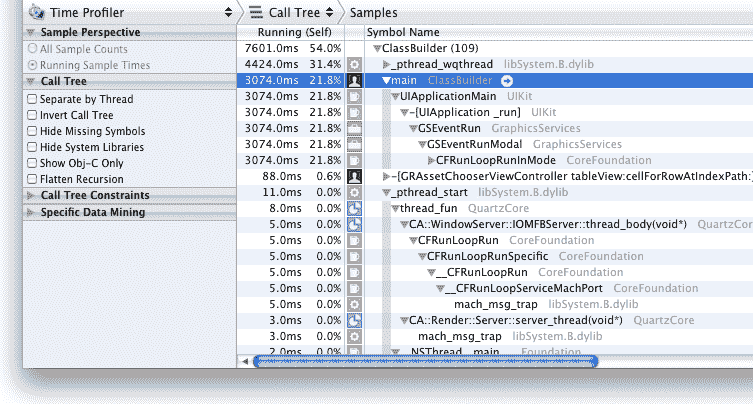 Time Profiler Call Tree Samples
Sample Perspective Running (Self) Symbol Name
All Sample Counts 7601.0ms 54.0% ClassBuilder (109)
Running Sample Times 4424.0ms 31.4% _pthread_wqthread libSystem.B.dylib
Call Tree 3074.0ms 21.8% main ClassBuilder
Separate by Thread 3074.0ms 21.8% UIApplicationMain UIKit
Invert Call Tree 3074.0ms 21.8% -[UIApplication _run] UIKit
Hide Missing Symbols 3074.0ms 21.8% GSEventRun GraphicsServices
Hide System Libraries 3074.0ms 21.8% GSEventRunModal GraphicsServices
Show Obj-C Only 3074.0ms 21.8% CFRunLoopRunInMode CoreFoundation
Flatten Recursion 88.0ms 0.6% -[GRAssetChooserViewController tableView:cellForRowAtIndexPath:]
Call Tree Constraints 11.0ms 0.0% _pthread_start libSystem.B.dylib
Specific Data Mining 8.0ms 0.0% thread_fun QuartzCore
5.0ms 0.0% CA::WindowServer::IOMFBServer::thread_body(void*) QuartzCo
5.0ms 0.0% CFRunLoopRun CoreFoundation
5.0ms 0.0% CFRunLoopRunSpecific CoreFoundation
5.0ms 0.0% __CFRunLoopRun CoreFoundation
5.0ms 0.0% __CFRunLoopServiceMachPort CoreFoundation
5.0ms 0.0% mach_msg_trap libSystem.B.dylib
3.0ms 0.0% CA::Render::Server::server_thread(void*) QuartzCore
3.0ms 0.0% mach_msg_trap libSystem.B.dylib
2.0ms 0.0% __NSThread__main__ Foundation